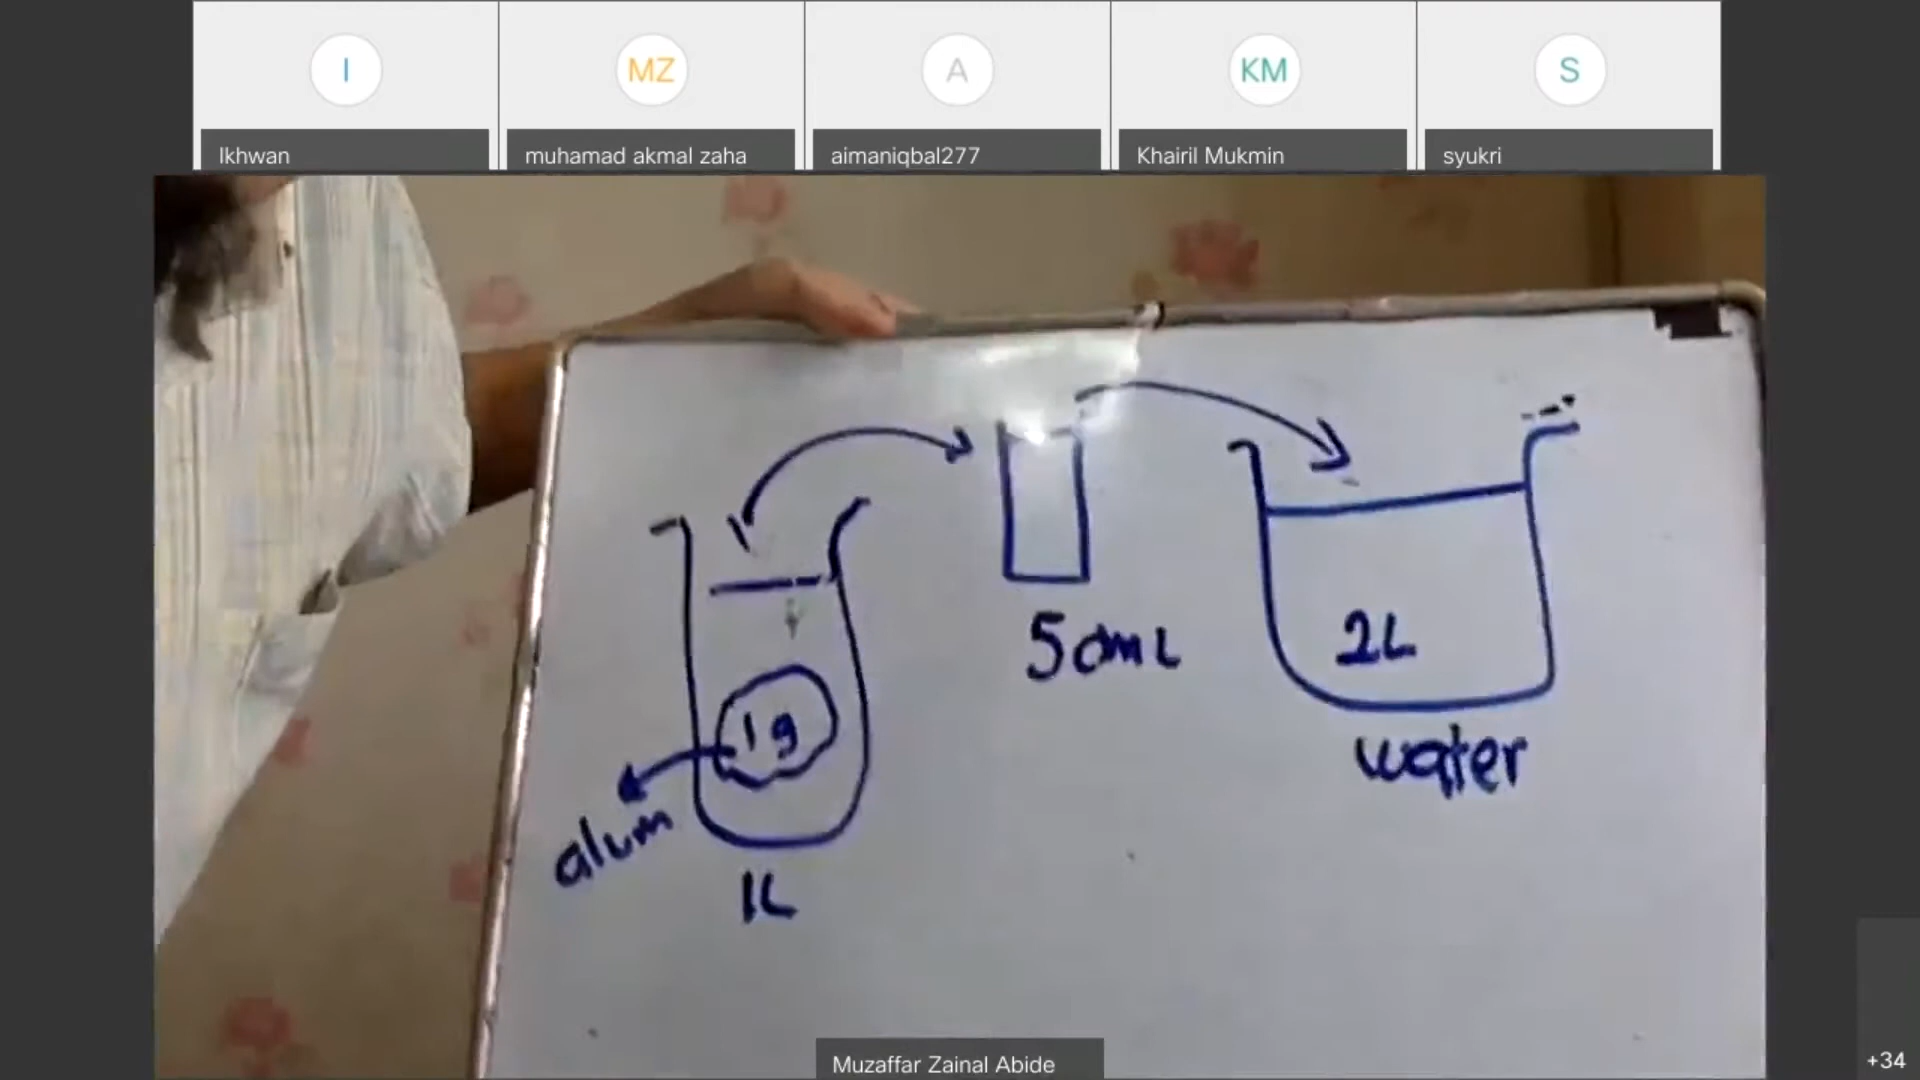 I
MZ
A
KM
S
Ikhwan
muhamad akmal zaha
aimaniqbal277
Khairil Mukmin
syukri
1g
alum
1L
50mL
2L
water
Muzaffar Zainal Abide
+34